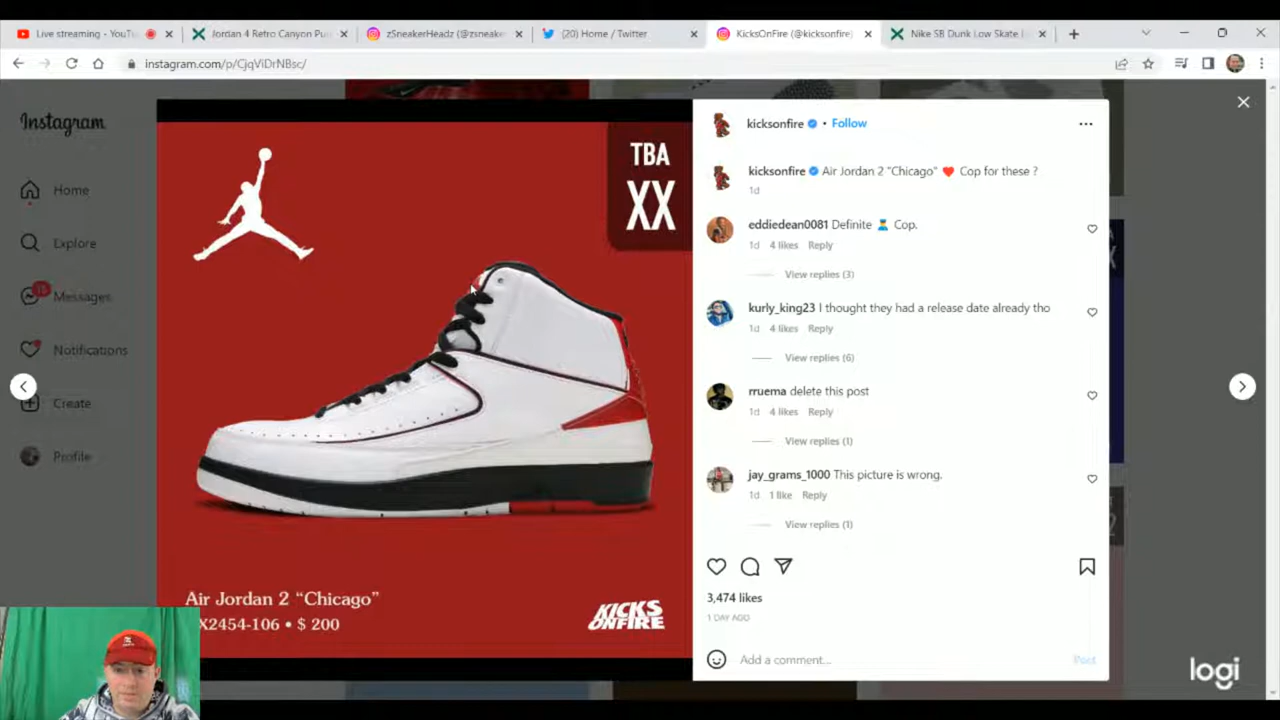 Live streaming - YouTu
Jordan 4 Retro Canyon Pur
zSneakerHeadz (@zsneake
(20) Home / Twitter
KicksOnFire (@kicksonfire)
Nike SB Dunk Low Skate L
instagram.com/p/CjqViDrNBsc/
Instagram
Home
Explore
Messages
Notifications
Create
Profile
TBA
XX
Air Jordan 2 “Chicago”
X2454-106 • $ 200
KICKS
ONFIRE
kicksonfire • Follow
kicksonfire Air Jordan 2 "Chicago" ❤️ Cop for these ?
1d
eddiedean0081 Definite Cop.
1d 4 likes Reply
View replies (3)
kurly_king23 I thought they had a release date already tho
1d 4 likes Reply
View replies (6)
rruema delete this post
1d 4 likes Reply
View replies (1)
jay_grams_1000 This picture is wrong.
1d 1 like Reply
View replies (1)
3,474 likes
1 DAY AGO
Add a comment...
Post
logi